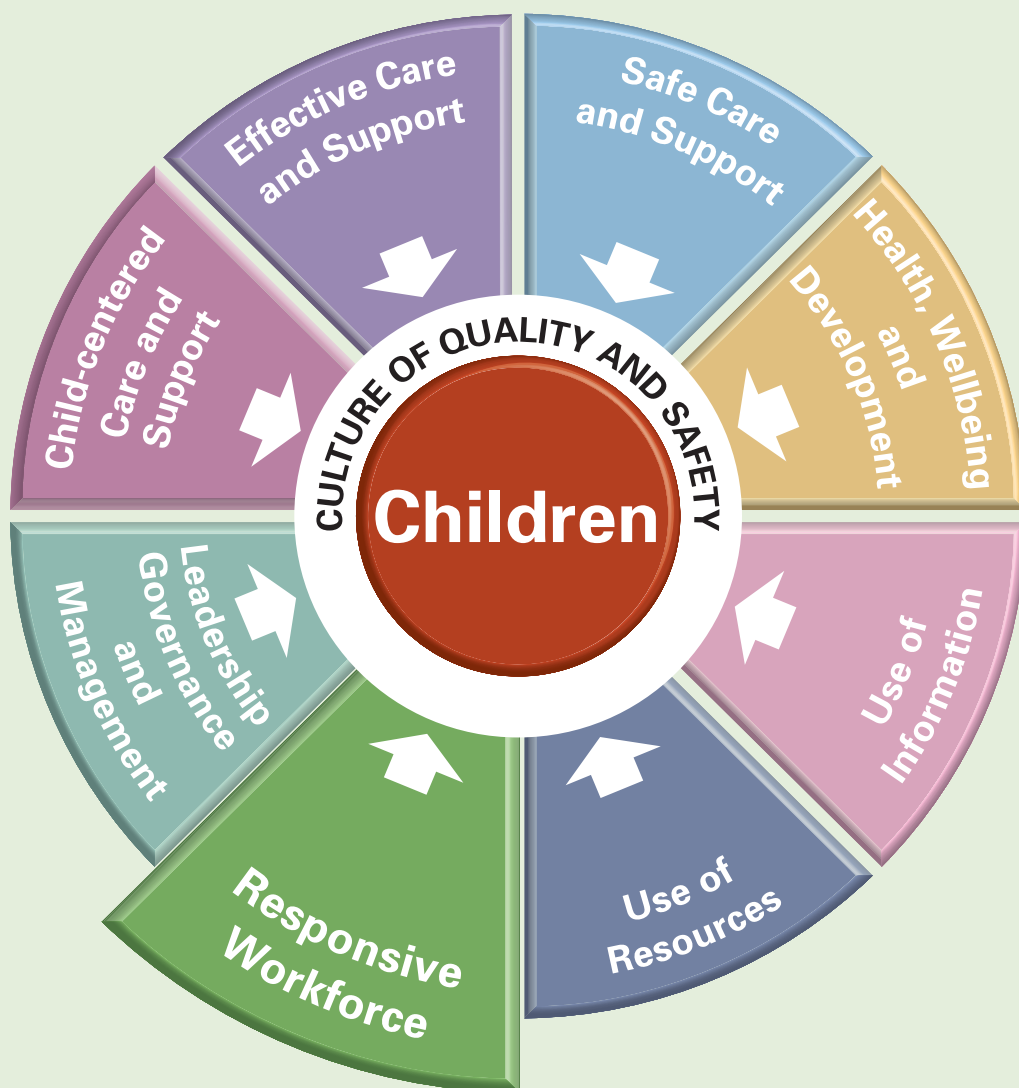 Effective Care
and Support
Safe Care
and Support
Health, Wellbeing
and
Development
Use of
Information
Use of
Resources
Responsive
Workforce
Leadership
Governance
and
Management
Child-centered
Care and
Support
CULTURE OF QUALITY AND SAFETY
Children